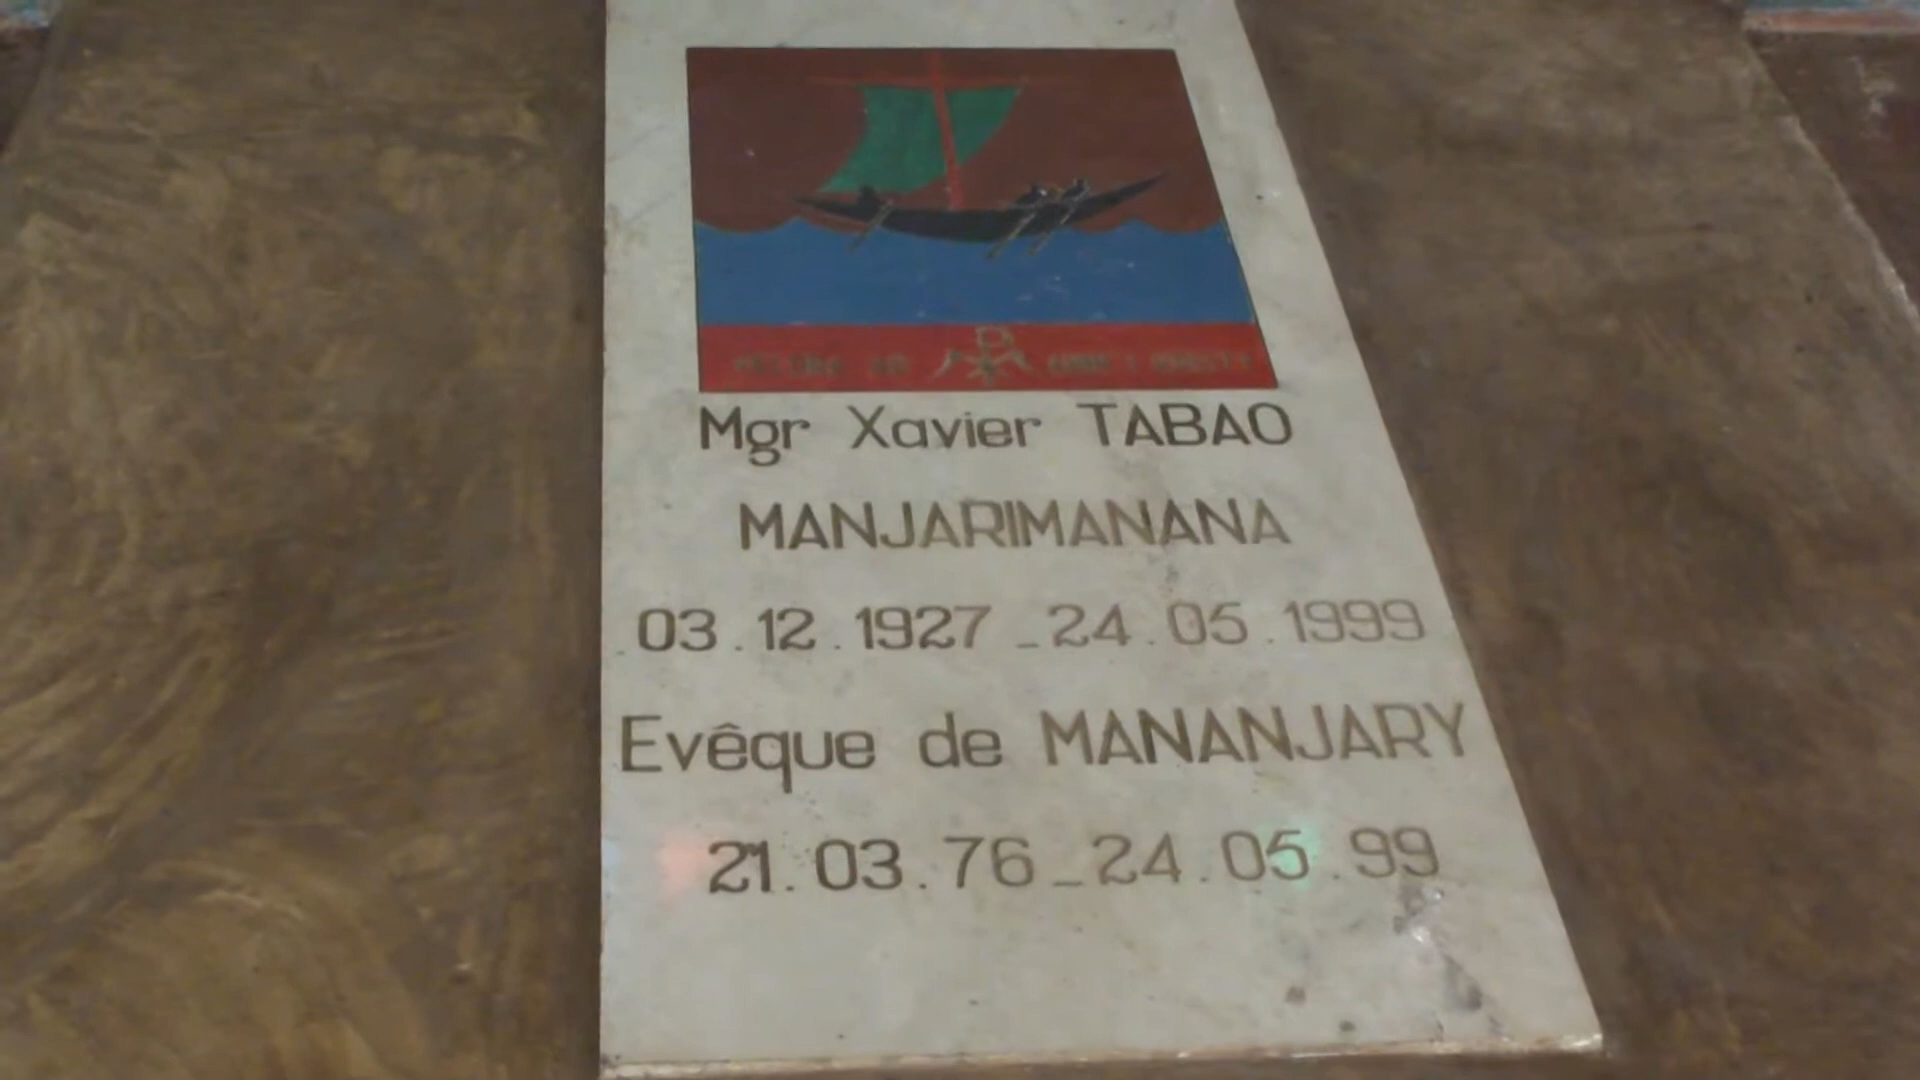 Mgr Xavier TABAO
MANJARIMANANA
03.12.1927_24.05.1999
Evêque de MANANJARY
21.03.76_24.05.99